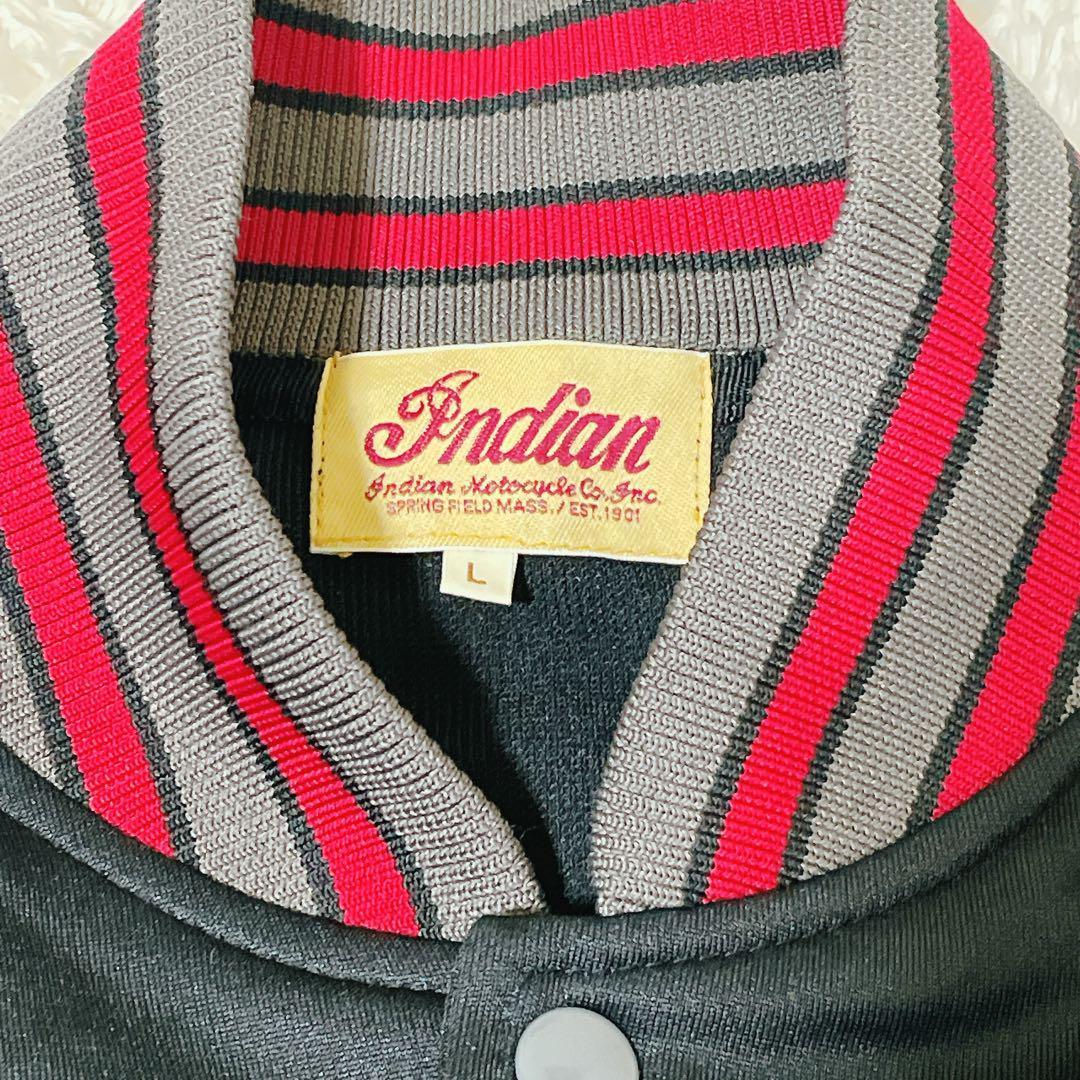 Indian
Indian Motocycle Co., Inc.
SPRING FIELD MASS. / EST. 1901
L